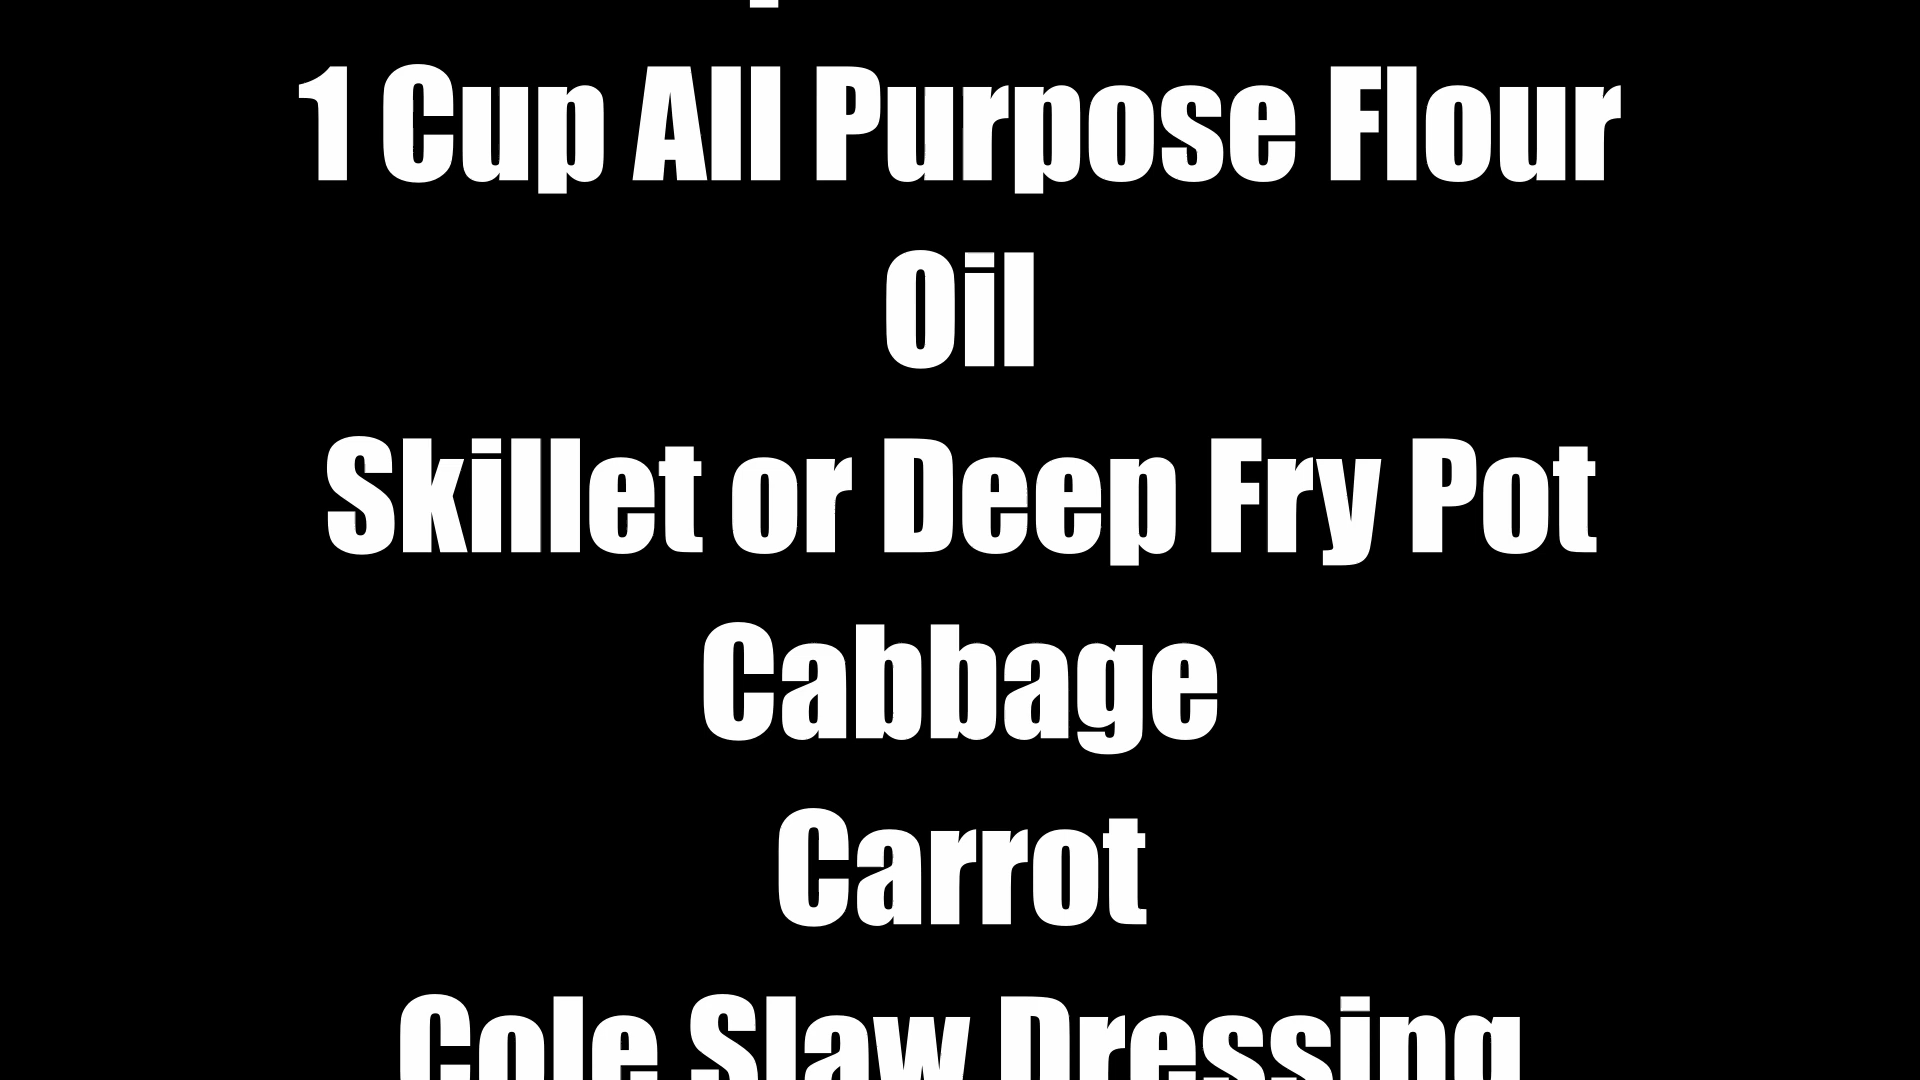 1 Cup All Purpose Flour
Oil
Skillet or Deep Fry Pot
Cabbage
Carrot
Cole Slaw Dressing